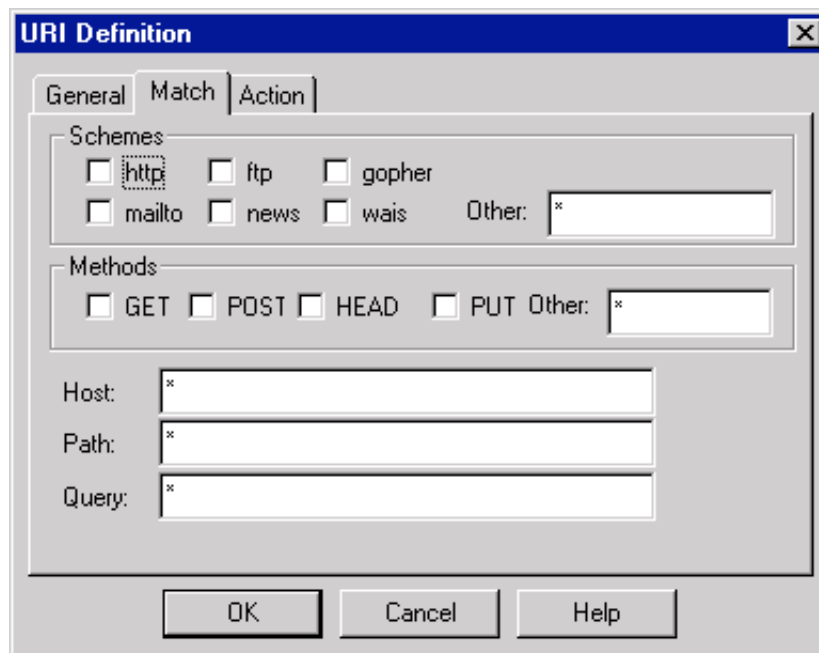 URI Definition
General Match Action
Schemes
http ftp gopher
mailto news wais Other: *
Methods
GET POST HEAD PUT Other: *
Host: *
Path: *
Query: *
OK Cancel Help